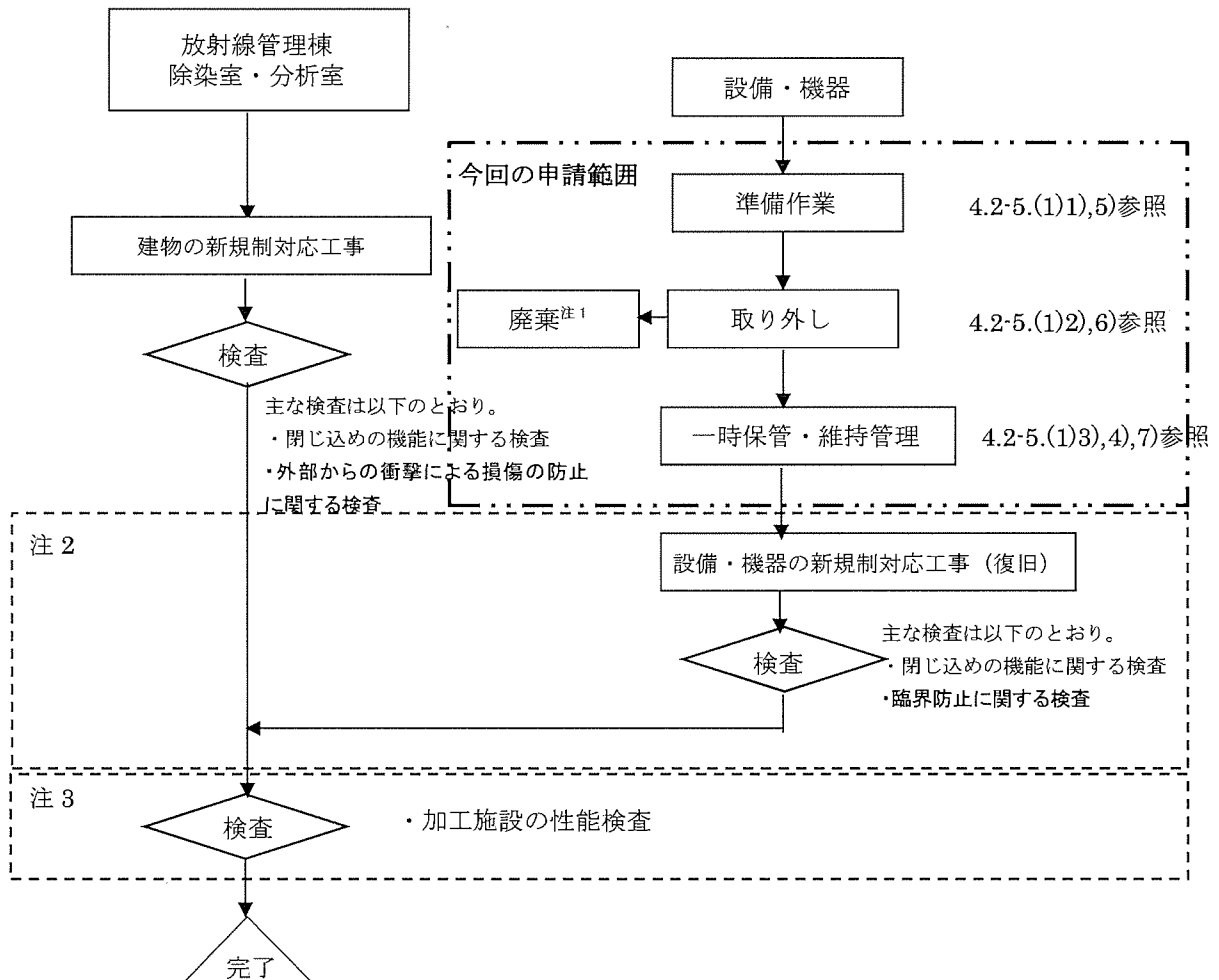 放射線管理棟
除染室・分析室
設備・機器
今回の申請範囲
準備作業
4.2-5.(1)1),5)参照
建物の新規制対応工事
廃棄注1
取り外し
4.2-5.(1)2),6)参照
検査
主な検査は以下のとおり。
・閉じ込めの機能に関する検査
・外部からの衝撃による損傷の防止
に関する検査
一時保管・維持管理
4.2-5.(1)3),4),7)参照
注2
設備・機器の新規制対応工事（復旧）
検査
主な検査は以下のとおり。
・閉じ込めの機能に関する検査
・臨界防止に関する検査
注3
検査
・加工施設の性能検査
完了